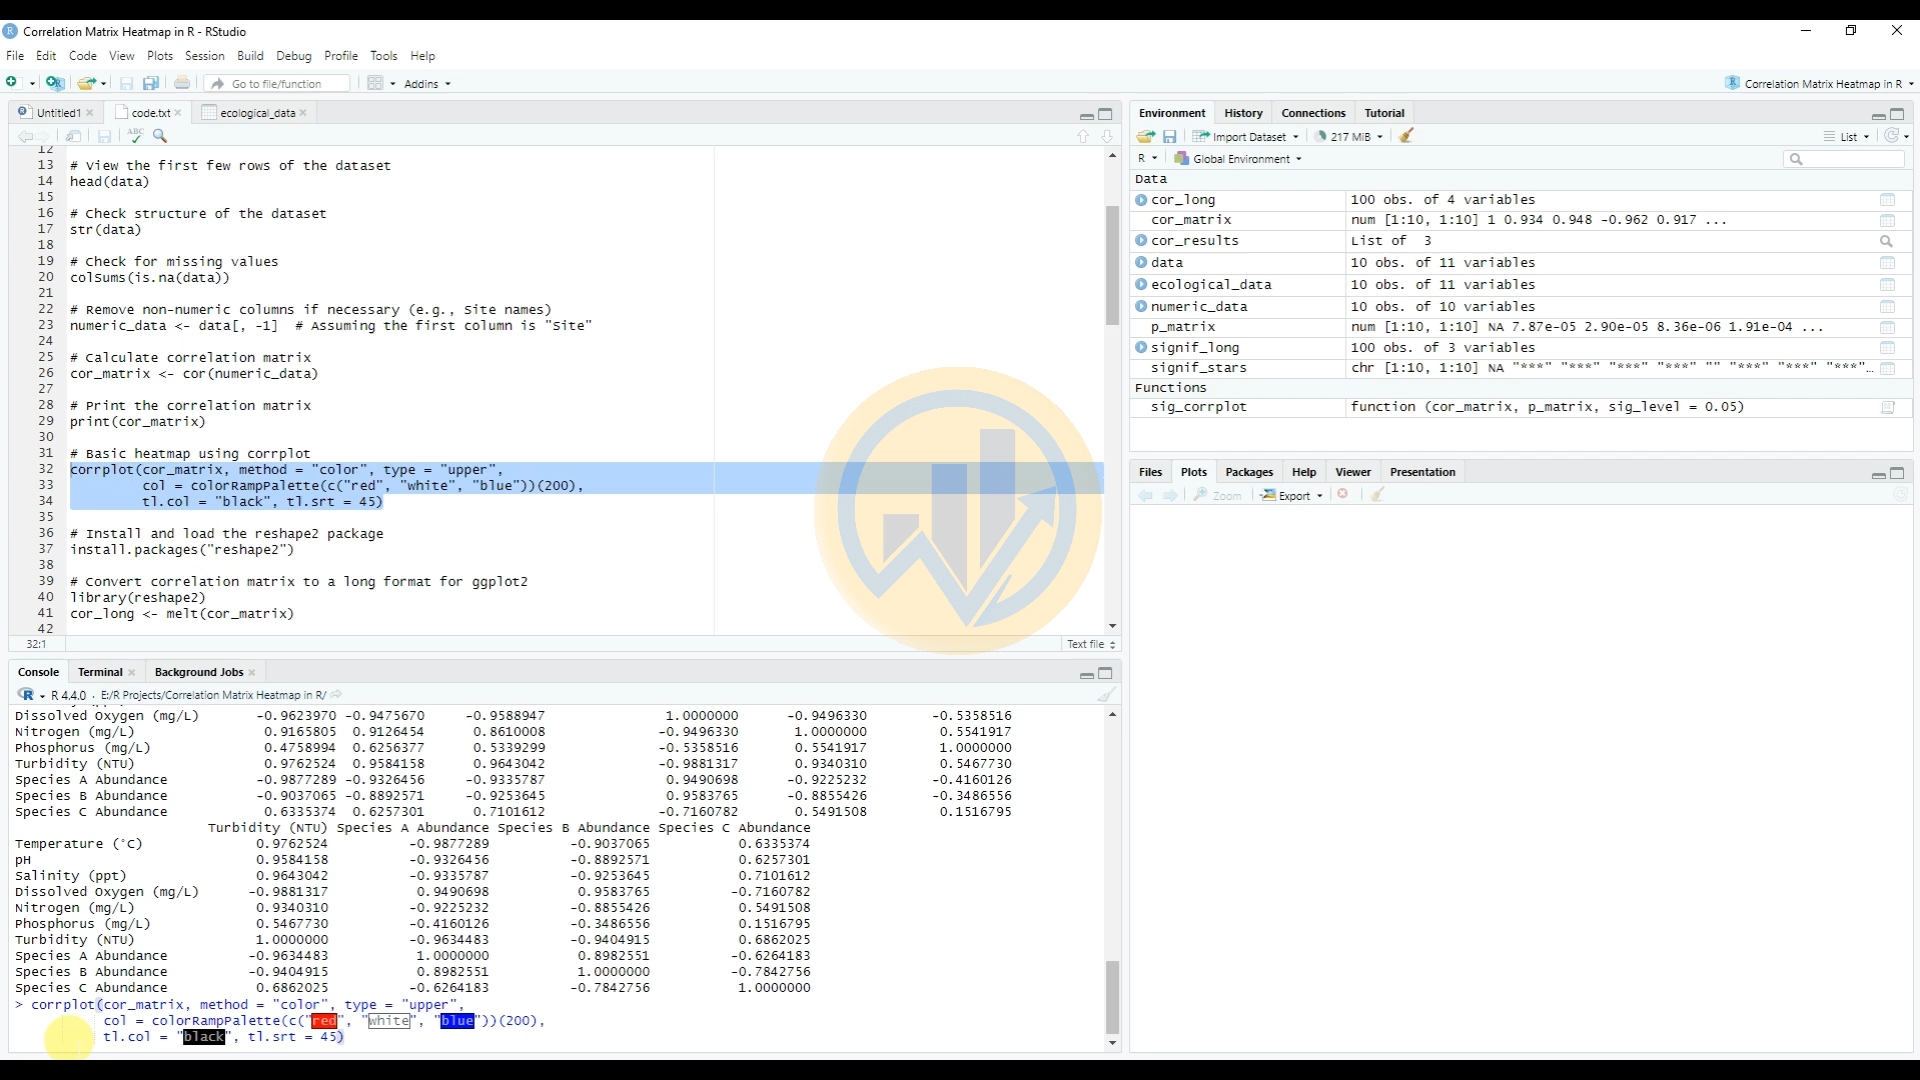 Correlation Matrix Heatmap in R - RStudio
File Edit Code View Plots Session Build Debug Profile Tools Help
Go to file/function Addins Correlation Matrix Heatmap in R
Untitled1 code.txt ecological_data
12
13 # View the first few rows of the dataset
14 head(data)
15
16 # Check structure of the dataset
17 str(data)
18
19 # Check for missing values
20 colSums(is.na(data))
21
22 # Remove non-numeric columns if necessary (e.g., Site names)
23 numeric_data <- data[, -1]  # Assuming the first column is "Site"
24
25 # Calculate correlation matrix
26 cor_matrix <- cor(numeric_data)
27
28 # Print the correlation matrix
29 print(cor_matrix)
30
31 # Basic heatmap using corrplot
32 corrplot(cor_matrix, method = "color", type = "upper",
33 col = colorRampPalette(c("red", "white", "blue"))(200),
34 tl.col = "black", tl.srt = 45)
35
36 # Install and load the reshape2 package
37 install.packages("reshape2")
38
39 # Convert correlation matrix to a long format for ggplot2
40 library(reshape2)
41 cor_long <- melt(cor_matrix)
42
32:1 Text file
Console Terminal Background Jobs
R 4.4.0 · E:/R Projects/Correlation Matrix Heatmap in R/
Dissolved Oxygen (mg/L) -0.9623970 -0.9475670 -0.9588947 1.0000000 -0.9496330 -0.5358516
Nitrogen (mg/L) 0.9165805 0.9126454 0.8610008 -0.9496330 1.0000000 0.5541917
Phosphorus (mg/L) 0.4758994 0.6256377 0.5339299 -0.5358516 0.5541917 1.0000000
Turbidity (NTU) 0.9762524 0.9584158 0.9643042 -0.9881317 0.9340310 0.5467730
Species A Abundance -0.9877289 -0.9326456 -0.9335787 0.9490698 -0.9225232 -0.4160126
Species B Abundance -0.9037065 -0.8892571 -0.9253645 0.9583765 -0.8855426 -0.3486556
Species C Abundance 0.6335374 0.6257301 0.7101612 -0.7160782 0.5491508 0.1516795
Turbidity (NTU) Species A Abundance Species B Abundance Species C Abundance
Temperature (°C) 0.9762524 -0.9877289 -0.9037065 0.6335374
pH 0.9584158 -0.9326456 -0.8892571 0.6257301
Salinity (ppt) 0.9643042 -0.9335787 -0.9253645 0.7101612
Dissolved Oxygen (mg/L) -0.9881317 0.9490698 0.9583765 -0.7160782
Nitrogen (mg/L) 0.9340310 -0.9225232 -0.8855426 0.5491508
Phosphorus (mg/L) 0.5467730 -0.4160126 -0.3486556 0.1516795
Turbidity (NTU) 1.0000000 -0.9634483 -0.9404915 0.6862025
Species A Abundance -0.9634483 1.0000000 0.8982551 -0.6264183
Species B Abundance -0.9404915 0.8982551 1.0000000 -0.7842756
Species C Abundance 0.6862025 -0.6264183 -0.7842756 1.0000000
> corrplot(cor_matrix, method = "color", type = "upper",
col = colorRampPalette(c("red", "white", "blue"))(200),
tl.col = "black", tl.srt = 45)
Environment History Connections Tutorial
Import Dataset 217 MiB List
R Global Environment
Data
cor_long 100 obs. of 4 variables
cor_matrix num [1:10, 1:10] 1 0.934 0.948 -0.962 0.917 ...
cor_results List of 3
data 10 obs. of 11 variables
ecological_data 10 obs. of 11 variables
numeric_data 10 obs. of 10 variables
p_matrix num [1:10, 1:10] NA 7.87e-05 2.90e-05 8.36e-06 1.91e-04 ...
signif_long 100 obs. of 3 variables
signif_stars chr [1:10, 1:10] NA "***" "***" "***" "***" "" "***" "***" "***"…
Functions
sig_corrplot function (cor_matrix, p_matrix, sig_level = 0.05)
Files Plots Packages Help Viewer Presentation
Zoom Export